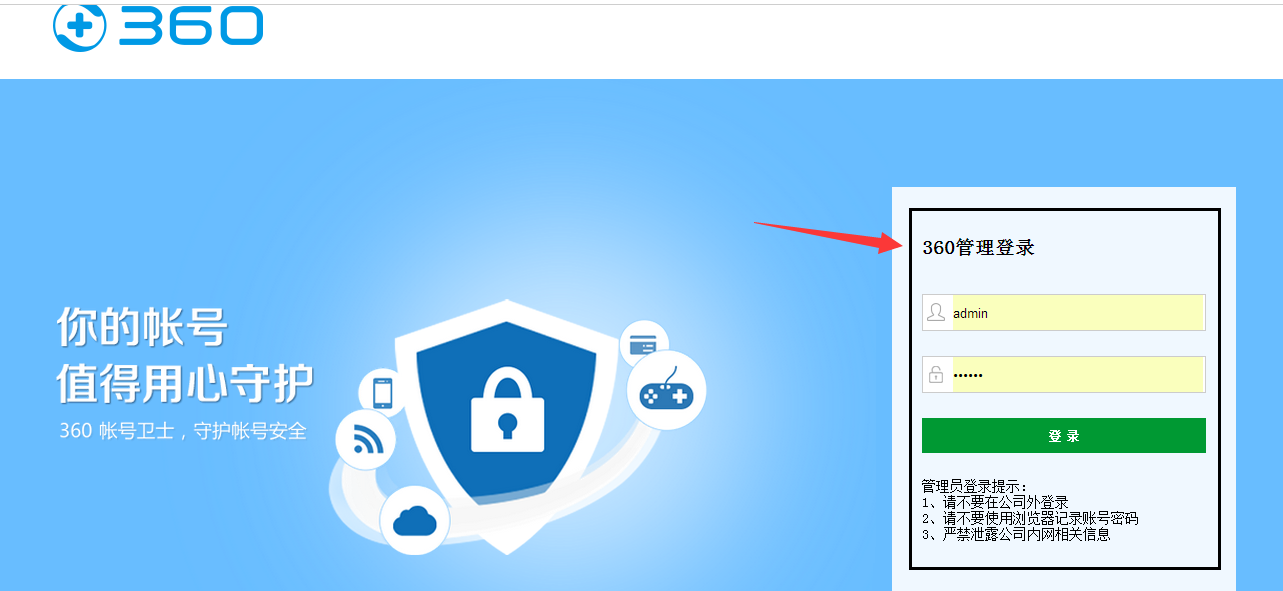 360
你的帐号
值得用心守护
360 帐号卫士，守护帐号安全
360管理登录
admin
••••••
登 录
管理员登录提示：
1、请不要在公司外登录
2、请不要使用浏览器记录账号密码
3、严禁泄露公司内网相关信息